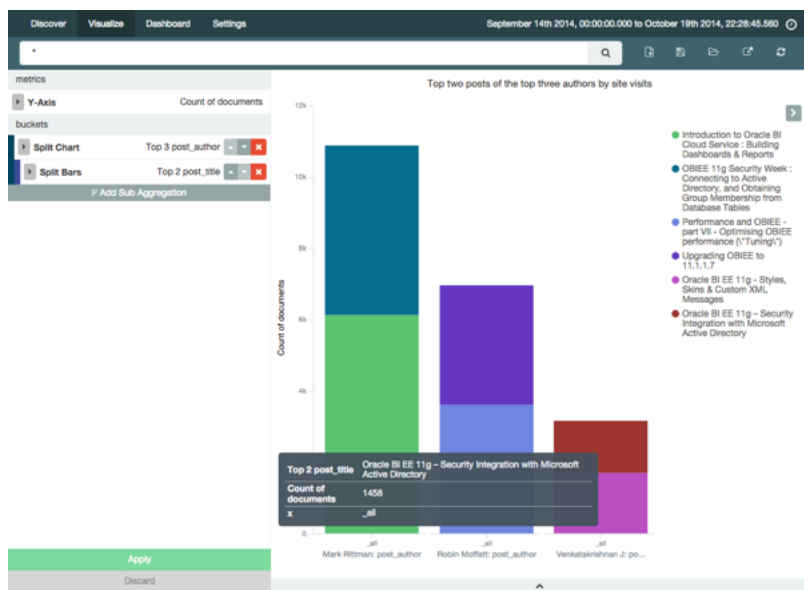 Discover Visualize Dashboard Settings September 14th 2014, 00:00:00.000 to October 19th 2014, 22:28:45.560
*
metrics
Y-Axis Count of documents
buckets
Split Chart Top 3 post_author
Split Bars Top 2 post_title
Add Sub Aggregation
Apply
Discard
Top two posts of the top three authors by site visits
12k
10k
8k
6k
4k
0
Count of documents
Top 2 post_title Oracle BI EE 11g – Security Integration with Microsoft
Active Directory
Count of
documents 1458
x _all
_all _all _all
Mark Rittman: post_author Robin Moffatt: post_author Venkatakrishnan J: po...
Introduction to Oracle BI
Cloud Service : Building
Dashboards & Reports
OBIEE 11g Security Week :
Connecting to Active
Directory, and Obtaining
Group Membership from
Database Tables
Performance and OBIEE -
part VII - Optimising OBIEE
performance (\"Tuning\")
Upgrading OBIEE to
11.1.1.7
Oracle BI EE 11g - Styles,
Skins & Custom XML
Messages
Oracle BI EE 11g – Security
Integration with Microsoft
Active Directory